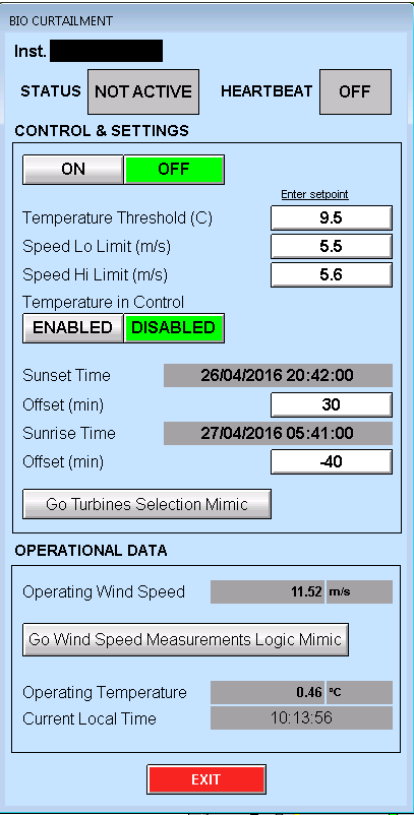 BIO CURTAILMENT
Inst.
STATUS NOT ACTIVE HEARTBEAT OFF
CONTROL & SETTINGS
ON OFF
Enter setpoint
Temperature Threshold (C) 9.5
Speed Lo Limit (m/s) 5.5
Speed Hi Limit (m/s) 5.6
Temperature in Control
ENABLED DISABLED
Sunset Time 26/04/2016 20:42:00
Offset (min) 30
Sunrise Time 27/04/2016 05:41:00
Offset (min) -40
Go Turbines Selection Mimic
OPERATIONAL DATA
Operating Wind Speed 11.52 m/s
Go Wind Speed Measurements Logic Mimic
Operating Temperature 0.46 °C
Current Local Time 10:13:56
EXIT